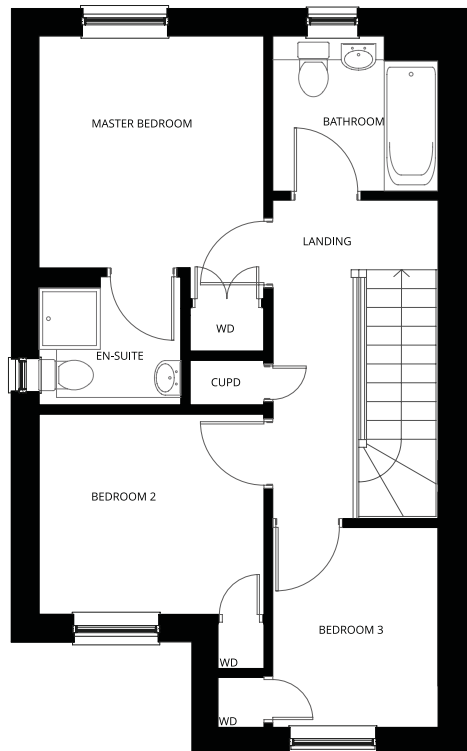 MASTER BEDROOM
BATHROOM
LANDING
WD
EN-SUITE
CUPD
BEDROOM 2
BEDROOM 3
WD
WD